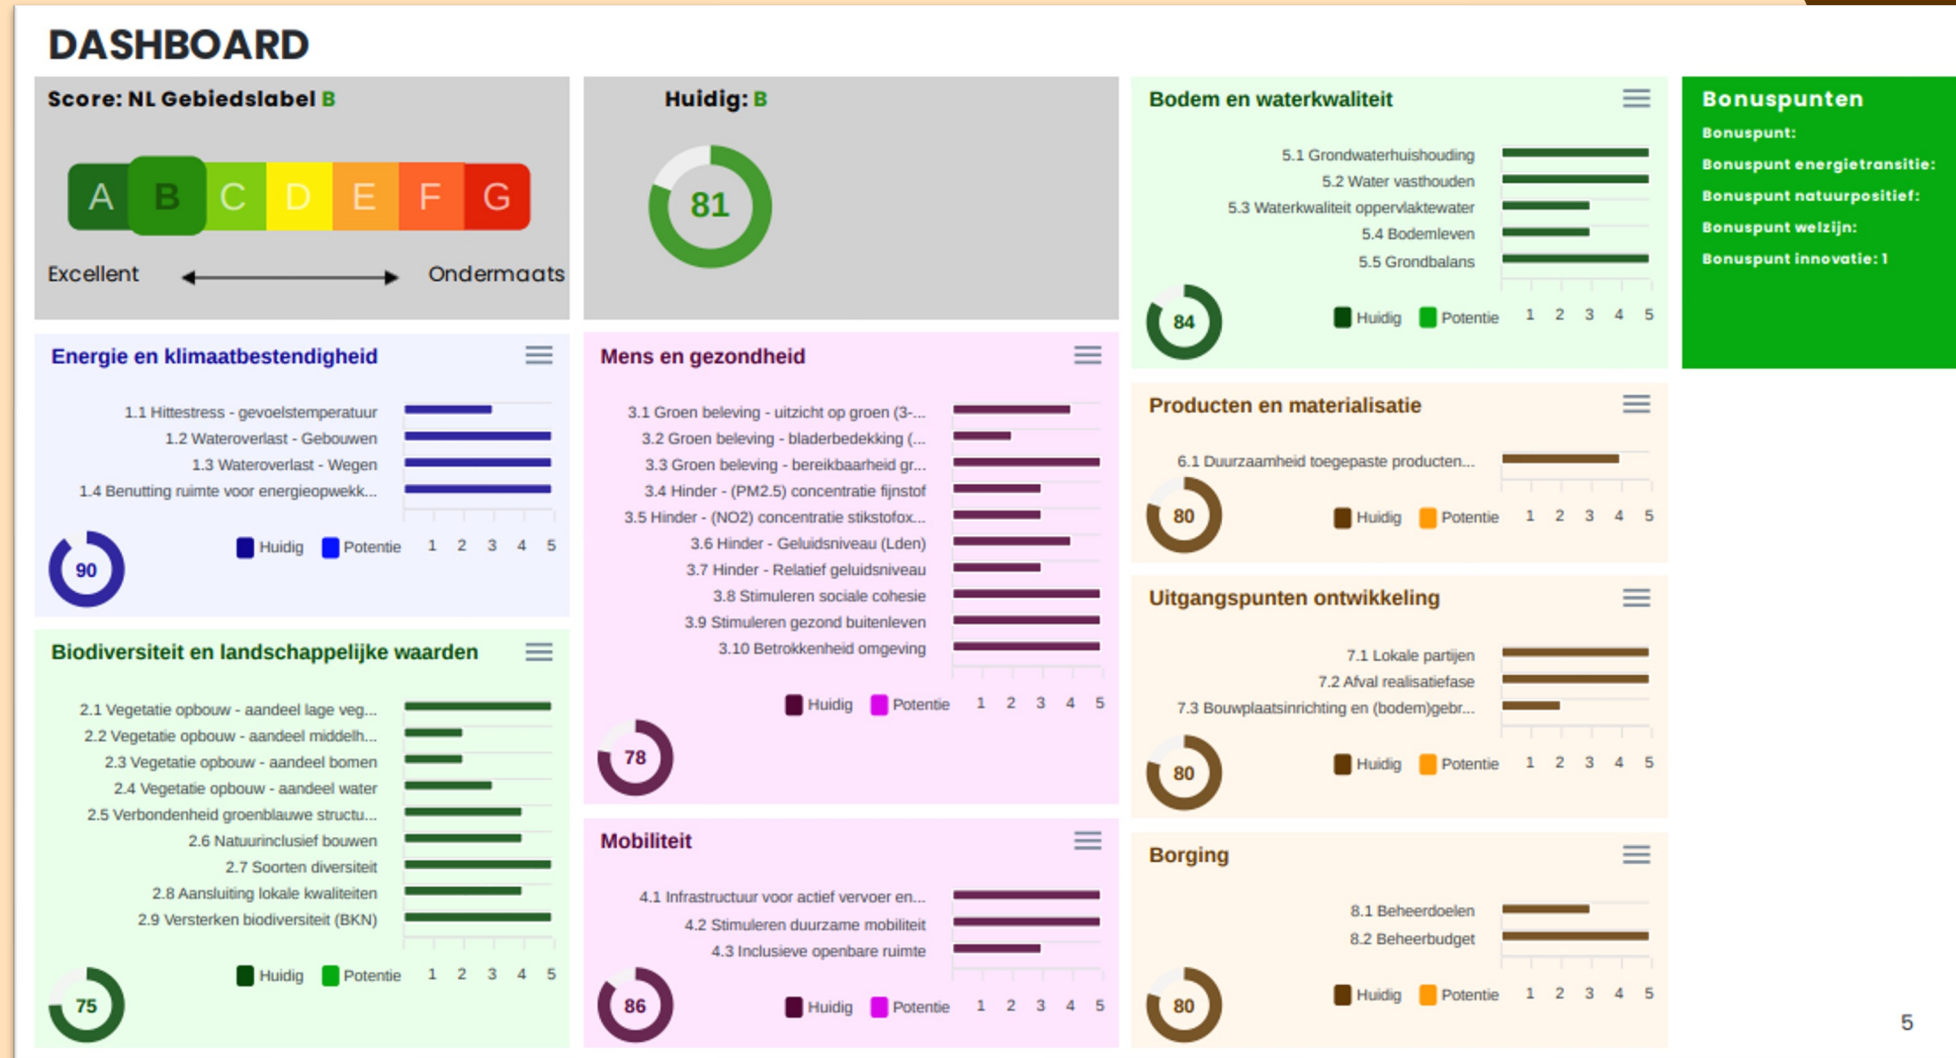 DASHBOARD
Score: NL Gebiedslabel B
A B C D E F G
Excellent
Ondermaats
Huidig: B
81
Energie en klimaatbestendigheid
1.1 Hittestress - gevoelstemperatuur
1.2 Wateroverlast - Gebouwen
1.3 Wateroverlast - Wegen
1.4 Benutting ruimte voor energieopwekk...
Huidig Potentie 1 2 3 4 5
90
Biodiversiteit en landschappelijke waarden
2.1 Vegetatie opbouw - aandeel lage veg...
2.2 Vegetatie opbouw - aandeel middelh...
2.3 Vegetatie opbouw - aandeel bomen
2.4 Vegetatie opbouw - aandeel water
2.5 Verbondenheid groenblauwe structu...
2.6 Natuurinclusief bouwen
2.7 Soorten diversiteit
2.8 Aansluiting lokale kwaliteiten
2.9 Versterken biodiversiteit (BKN)
Huidig Potentie 1 2 3 4 5
75
Mens en gezondheid
3.1 Groen beleving - uitzicht op groen (3-...
3.2 Groen beleving - bladerbedekking (...
3.3 Groen beleving - bereikbaarheid gr...
3.4 Hinder - (PM2.5) concentratie fijnstof
3.5 Hinder - (NO2) concentratie stikstofox...
3.6 Hinder - Geluidsniveau (Lden)
3.7 Hinder - Relatief geluidsniveau
3.8 Stimuleren sociale cohesie
3.9 Stimuleren gezond buitenleven
3.10 Betrokkenheid omgeving
Huidig Potentie 1 2 3 4 5
78
Mobiliteit
4.1 Infrastructuur voor actief vervoer en...
4.2 Stimuleren duurzame mobiliteit
4.3 Inclusieve openbare ruimte
Huidig Potentie 1 2 3 4 5
86
Bodem en waterkwaliteit
5.1 Grondwaterhuishouding
5.2 Water vasthouden
5.3 Waterkwaliteit oppervlaktewater
5.4 Bodemleven
5.5 Grondbalans
Huidig Potentie 1 2 3 4 5
84
Producten en materialisatie
6.1 Duurzaamheid toegepaste producten...
Huidig Potentie 1 2 3 4 5
80
Uitgangspunten ontwikkeling
7.1 Lokale partijen
7.2 Afval realisatiefase
7.3 Bouwplaatsinrichting en (bodem)gebr...
Huidig Potentie 1 2 3 4 5
80
Borging
8.1 Beheerdoelen
8.2 Beheerbudget
Huidig Potentie 1 2 3 4 5
80
Bonuspunten
Bonuspunt:
Bonuspunt energietransitie:
Bonuspunt natuurpositief:
Bonuspunt welzijn:
Bonuspunt innovatie: 1
5